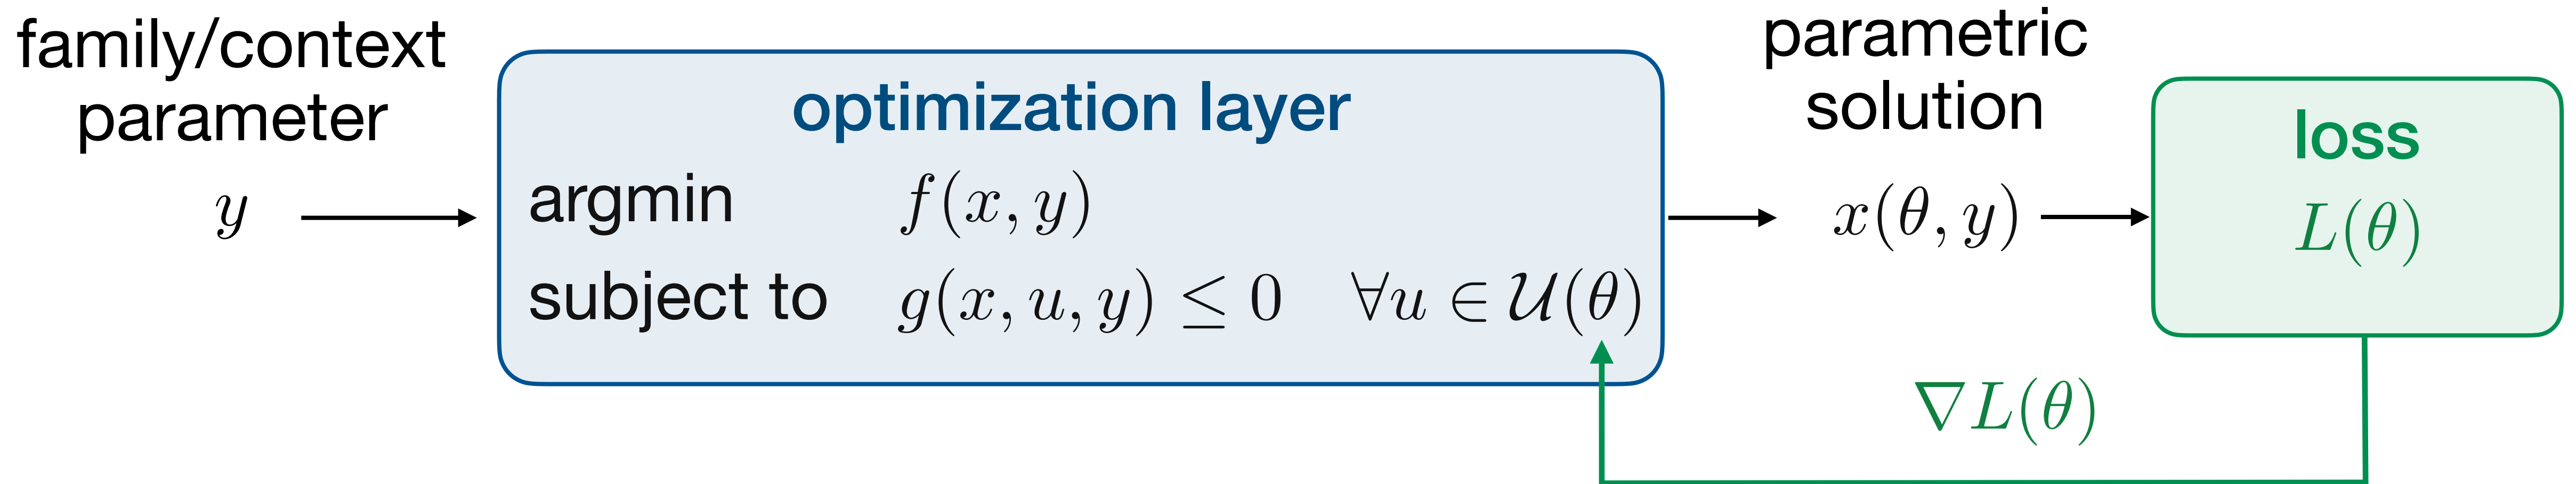 family/context
parameter
y
optimization layer
argmin f(x, y)
subject to g(x, u, y) ≤ 0 ∀u ∈ 𝒰(θ)
parametric
solution
x(θ, y)
loss
L(θ)
∇L(θ)